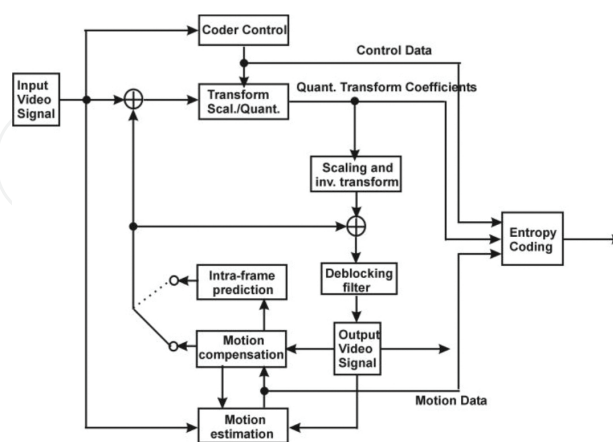 Coder Control
Control Data
Input
Video
Signal
Transform
Scal./Quant.
Quant. Transform Coefficients
Scaling and
inv. transform
Entropy
Coding
Intra-frame
prediction
Deblocking
filter
Motion
compensation
Output
Video
Signal
Motion Data
Motion
estimation